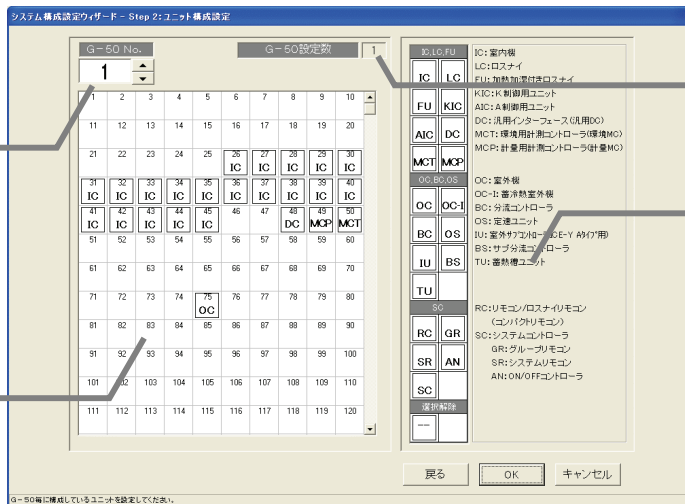 システム構成設定ウィザード - Step 2:ユニット構成設定
G-50 No.
1
G-50設定数 1
1 2 3 4 5 6 7 8 9 10
11 12 13 14 15 16 17 18 19 20
21 22 23 24 25 26 27 28 29 30
IC IC IC IC IC
31 32 33 34 35 36 37 38 39 40
IC IC IC IC IC IC IC IC IC IC
41 42 43 44 45 46 47 48 49 50
IC IC IC IC IC DC MCP MCT
51 52 53 54 55 56 57 58 59 60
61 62 63 64 65 66 67 68 69 70
71 72 73 74 75 76 77 78 79 80
OC
81 82 83 84 85 86 87 88 89 90
91 92 93 94 95 96 97 98 99 100
101 102 103 104 105 106 107 108 109 110
111 112 113 114 115 116 117 118 119 120
IC,LC,FU
IC LC
FU KIC
AIC DC
MCT MCP
OC,BC,OS
OC OC-I
BC OS
IU BS
TU
SC
RC GR
SR AN
SC
選択解除
--
IC:室内機
LC:ロスナイ
FU:加熱加湿付きロスナイ
KIC:K制御用ユニット
AIC:A制御用ユニット
DC:汎用インターフェース(汎用DC)
MCT:環境用計測コントローラ(環境MC)
MCP:計量用計測コントローラ(計量MC)
OC:室外機
OC-I:蓄冷熱室外機
BC:分流コントローラ
OS:定速ユニット
IU:室外サブコントローラ(CE-Y Aタイプ用)
BS:サブ分流コントローラ
TU:蓄熱槽ユニット
RC:リモコン/ロスナイリモコン
(コンパクトリモコン)
SC:システムコントローラ
GR:グループリモコン
SR:システムリモコン
AN:ON/OFFコントローラ
戻る OK キャンセル
G-50毎に構成しているユニットを設定してください。